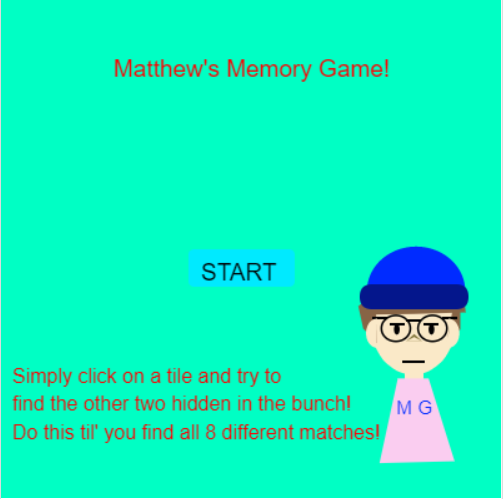 Matthew's Memory Game!
START
Simply click on a tile and try to
find the other two hidden in the bunch!
Do this til' you find all 8 different matches!
M G